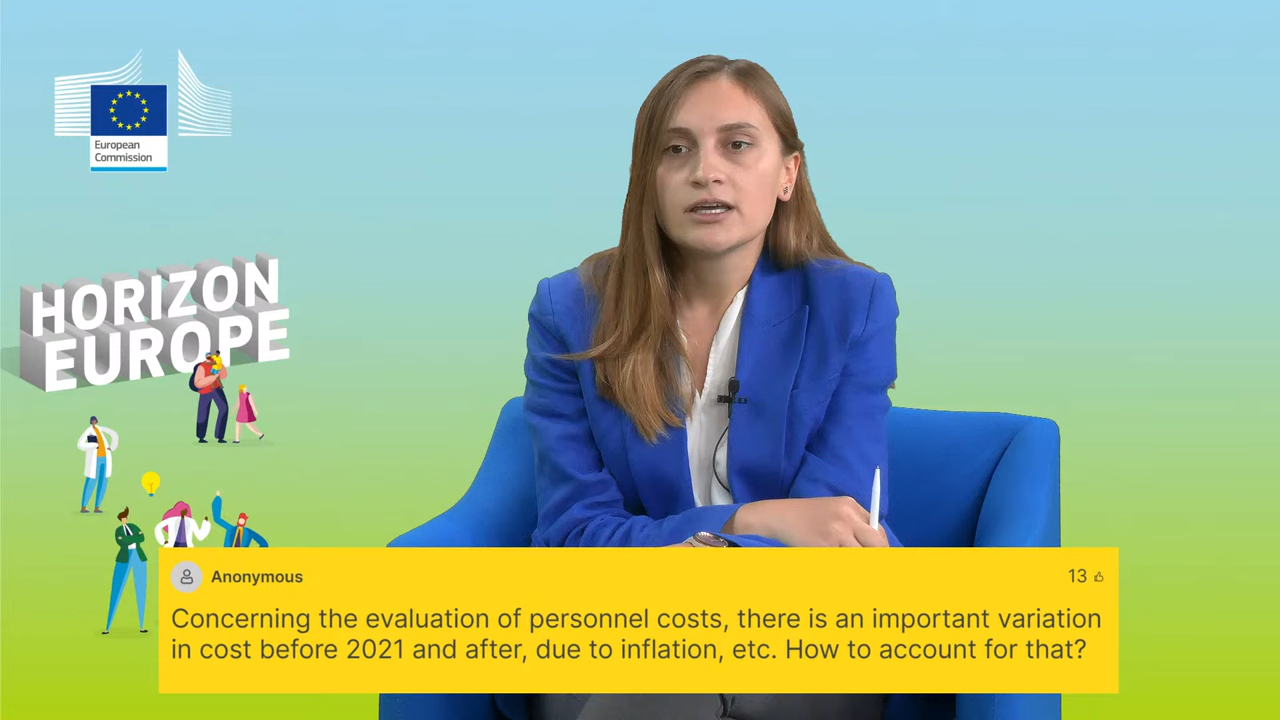 European
Commission
HORIZON
EUROPE
Anonymous
13
Concerning the evaluation of personnel costs, there is an important variation
in cost before 2021 and after, due to inflation, etc. How to account for that?